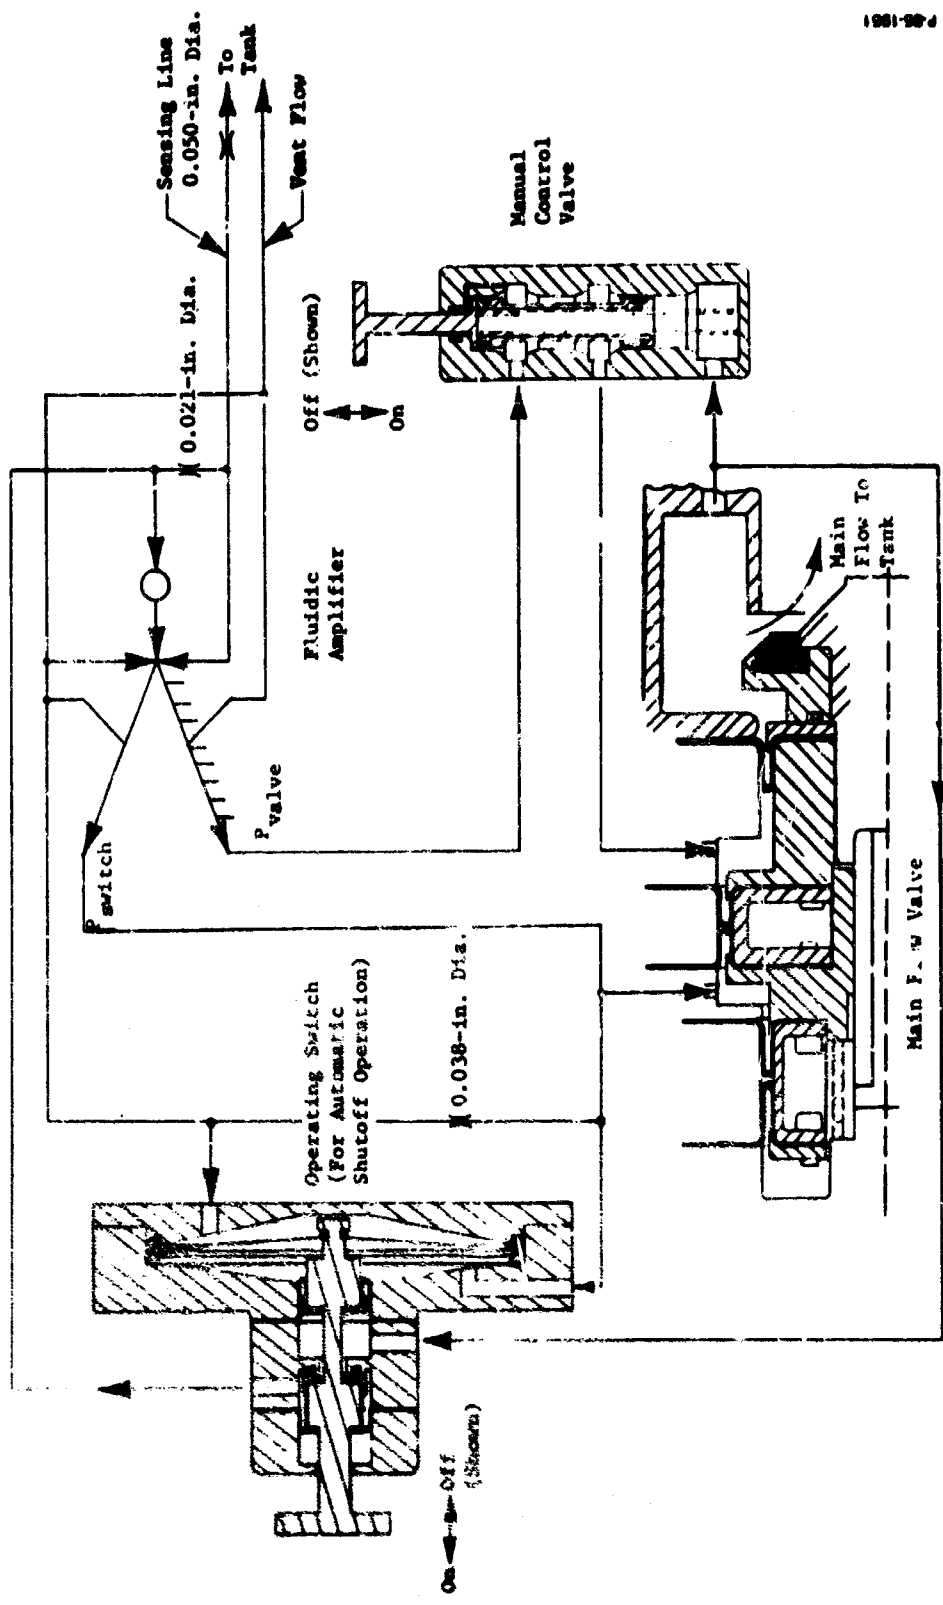 Sensing Line
0.050-in. Dia.
To
Tank
Vent Flow
0.021-in. Dia.
Off (Shown)
On
Manual
Control
Valve
Fluidic
Amplifier
P valve
P switch
Operating Switch
(For Automatic
Shutoff Operation)
0.038-in. Dia.
Main
Flow To
Tank
Main Valve
On
Off
(Shown)